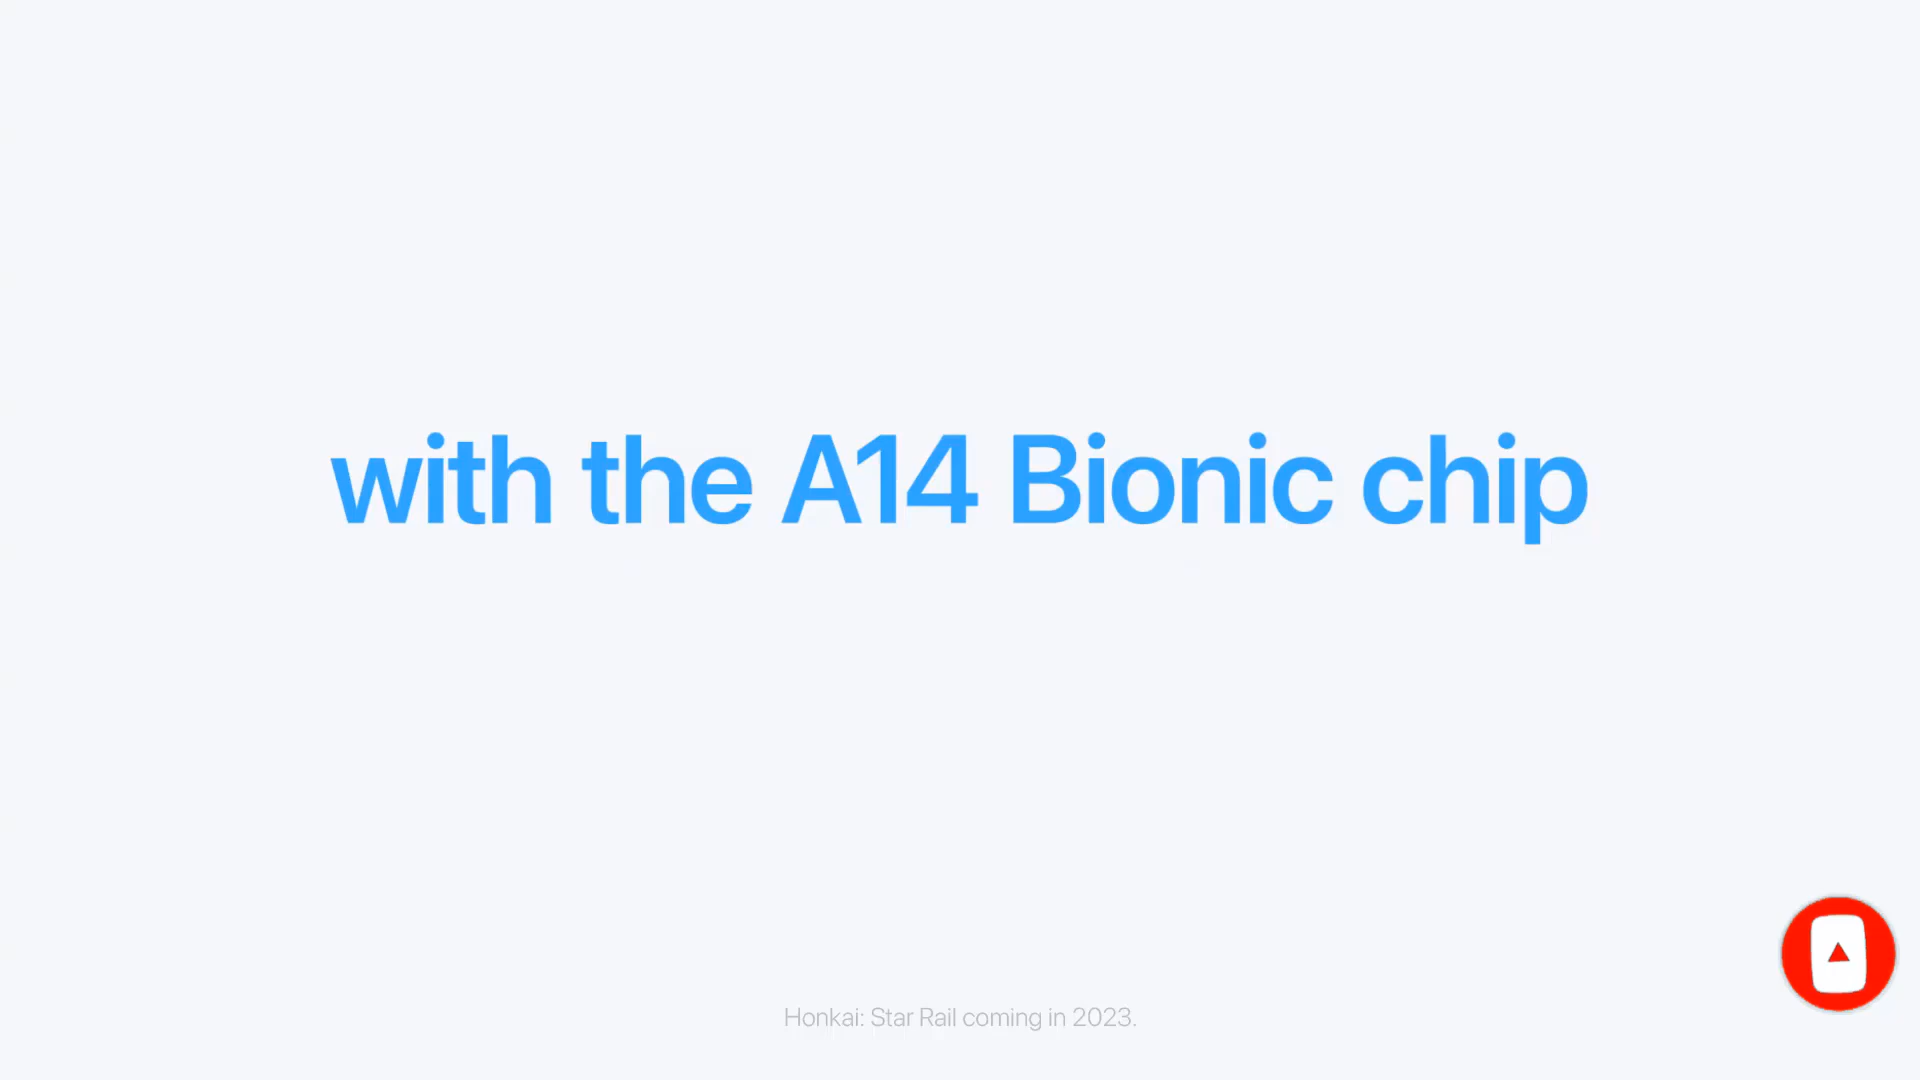 with the A14 Bionic chip
Honkai: Star Rail coming in 2023.